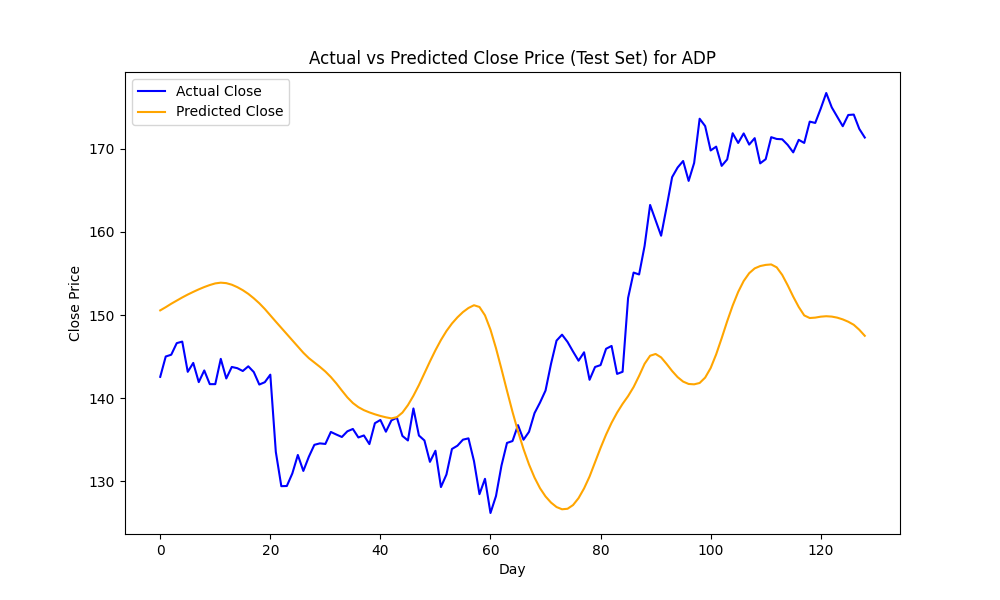 Actual vs Predicted Close Price (Test Set) for ADP
Actual Close
Predicted Close
170
160
150
140
130
Close Price
0 20 40 60 80 100 120
Day